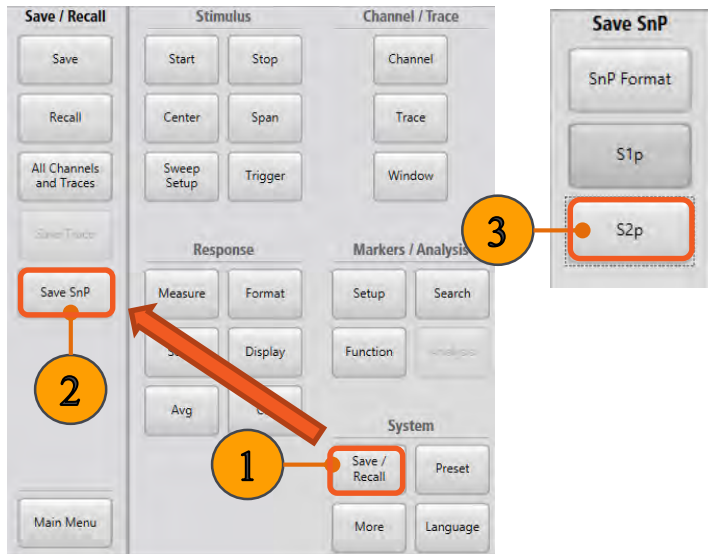 Save / Recall
Save
Recall
All Channels
and Traces
Save Trace
Save SnP
2
Main Menu
Stimulus
Start
Stop
Center
Span
Sweep
Setup
Trigger
Channel / Trace
Channel
Trace
Window
Response
Measure
Format
Display
Avg
Markers / Analysis
Setup
Search
Function
Analysis
1
System
Save /
Recall
Preset
More
Language
Save SnP
SnP Format
S1p
3
S2p